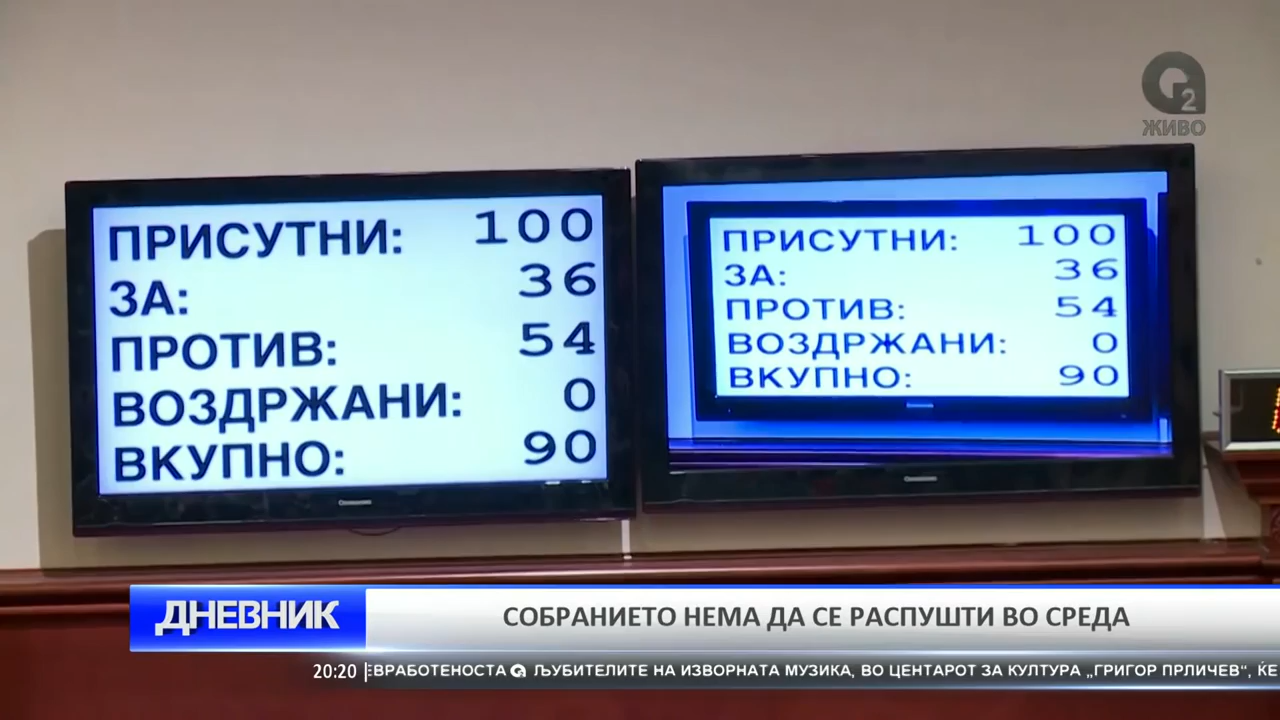 2
ЖИВО
ПРИСУТНИ: 100
ЗА: 36
ПРОТИВ: 54
ВОЗДРЖАНИ: 0
ВКУПНО: 90
ПРИСУТНИ: 100
ЗА: 36
ПРОТИВ: 54
ВОЗДРЖАНИ: 0
ВКУПНО: 90
ДНЕВНИК
СОБРАНИЕТО НЕМА ДА СЕ РАСПУШТИ ВО СРЕДА
20:20 ЕВРАБОТЕНОСТА ЉУБИТЕЛИТЕ НА ИЗВОРНАТА МУЗИКА, ВО ЦЕНТАРОТ ЗА КУЛТУРА „ГРИГОР ПРЛИЧЕВ“, ЌЕ